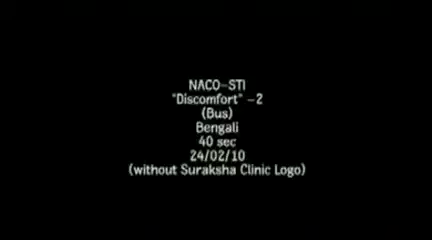 NACO-STI
"Discomfort" -2
(Bus)
Bengali
40 sec
24/02/10
(without Suraksha Clinic Logo)